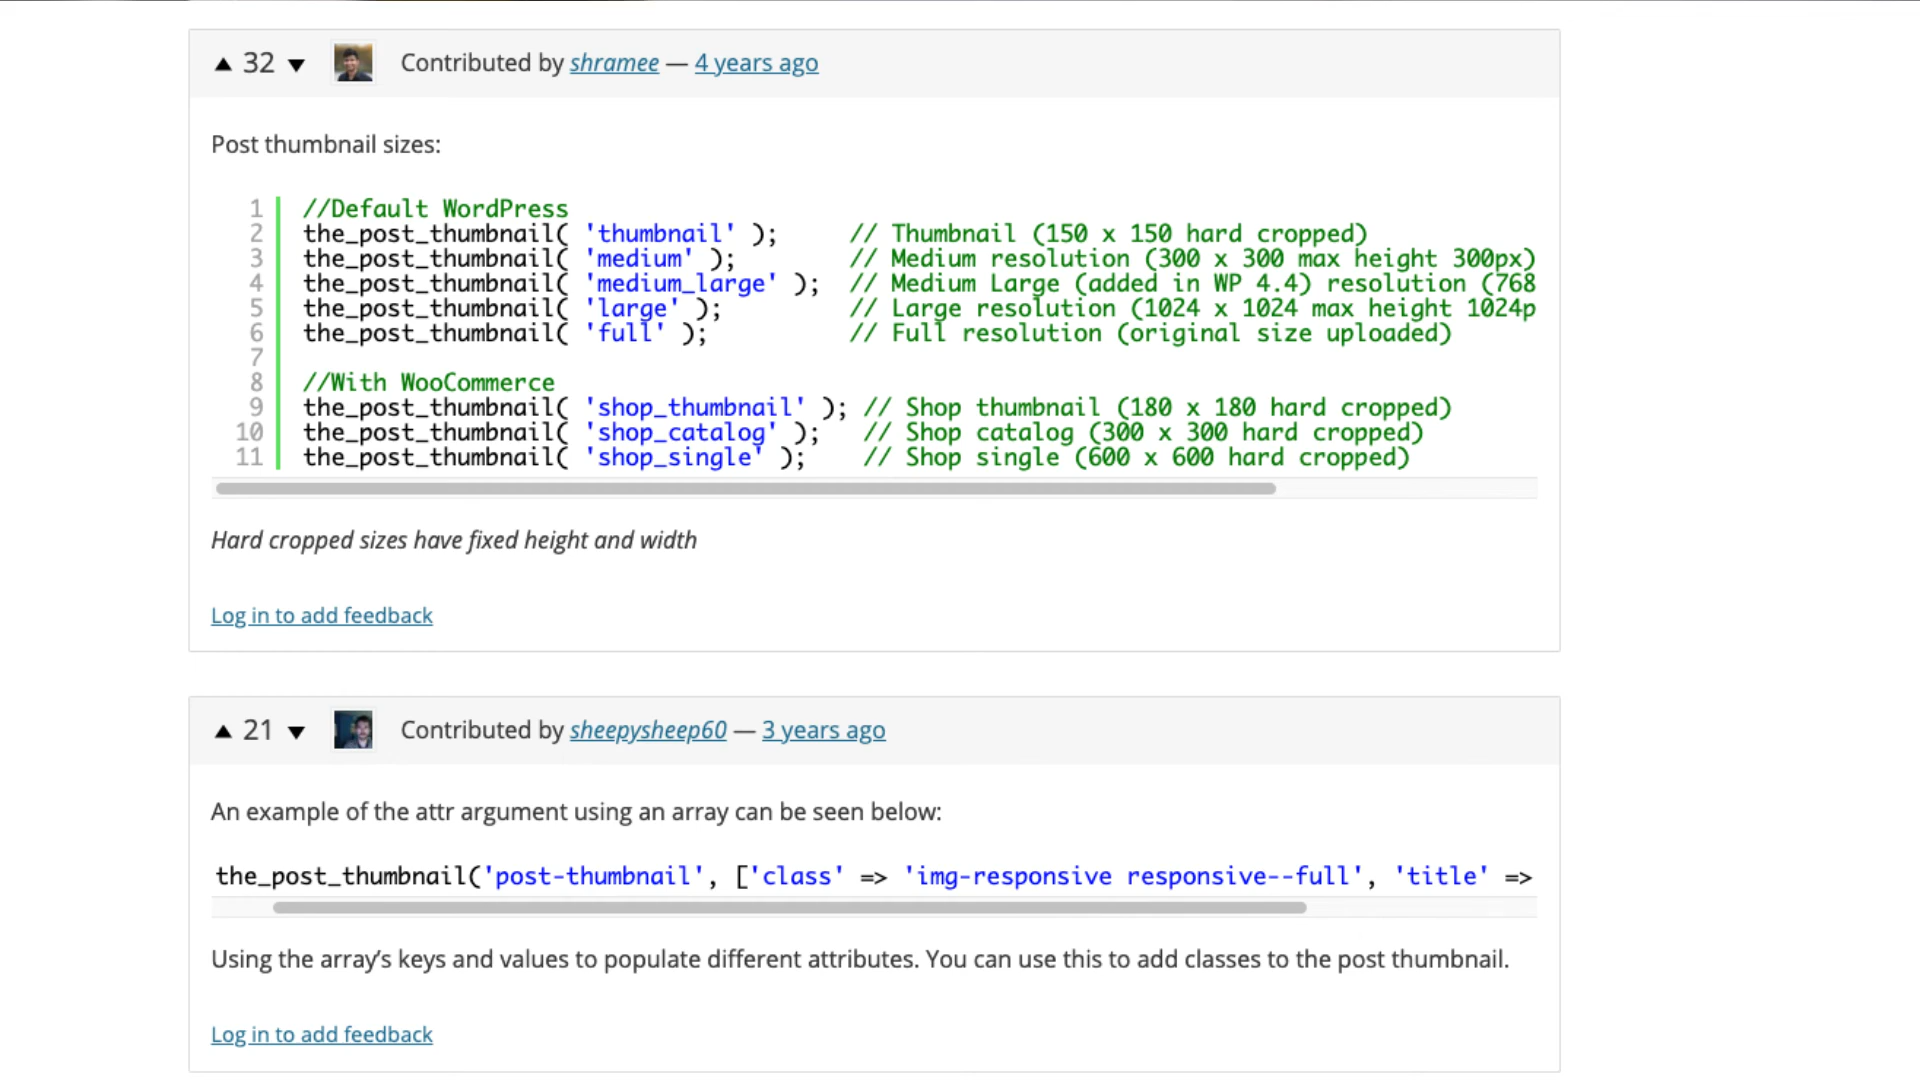 ▲ 32 ▼ Contributed by shramee — 4 years ago
Post thumbnail sizes:
1 //Default WordPress
2 the_post_thumbnail( 'thumbnail' ); // Thumbnail (150 x 150 hard cropped)
3 the_post_thumbnail( 'medium' ); // Medium resolution (300 x 300 max height 300px)
4 the_post_thumbnail( 'medium_large' ); // Medium Large (added in WP 4.4) resolution (768
5 the_post_thumbnail( 'large' ); // Large resolution (1024 x 1024 max height 1024p
6 the_post_thumbnail( 'full' ); // Full resolution (original size uploaded)
7
8 //With WooCommerce
9 the_post_thumbnail( 'shop_thumbnail' ); // Shop thumbnail (180 x 180 hard cropped)
10 the_post_thumbnail( 'shop_catalog' ); // Shop catalog (300 x 300 hard cropped)
11 the_post_thumbnail( 'shop_single' ); // Shop single (600 x 600 hard cropped)
Hard cropped sizes have fixed height and width
Log in to add feedback
▲ 21 ▼ Contributed by sheepysheep60 — 3 years ago
An example of the attr argument using an array can be seen below:
the_post_thumbnail('post-thumbnail', ['class' => 'img-responsive responsive--full', 'title' =>
Using the array’s keys and values to populate different attributes. You can use this to add classes to the post thumbnail.
Log in to add feedback